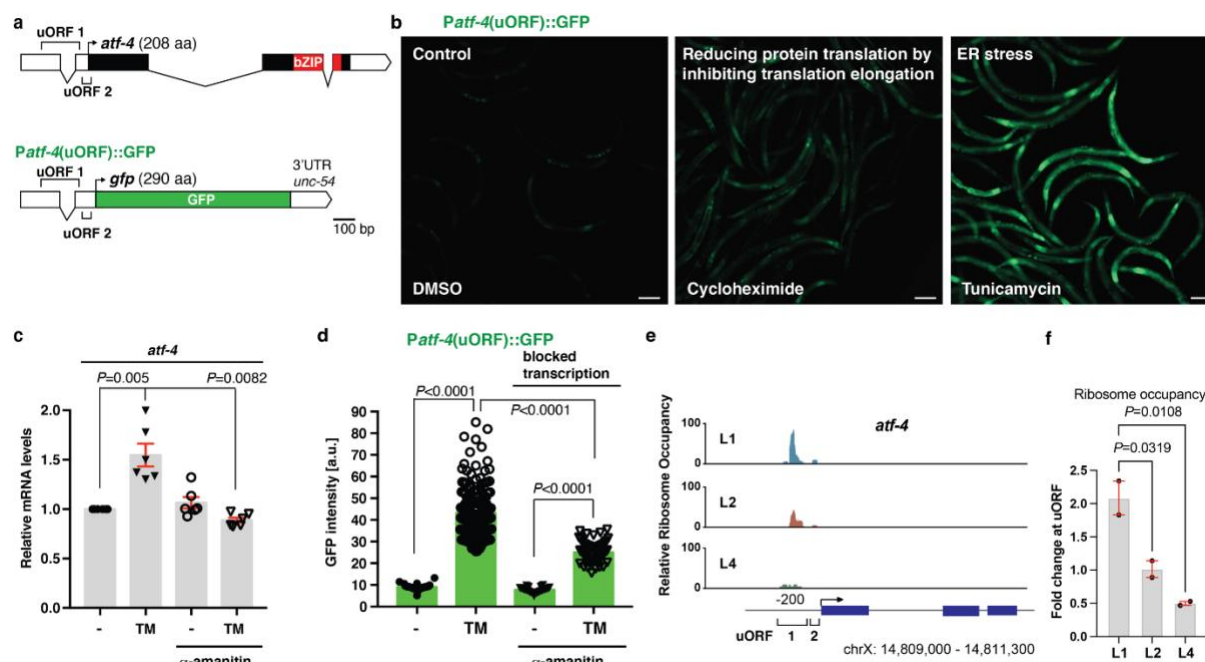 a
uORF 1
atf-4 (208 aa)
bZIP
uORF 2
Patf-4(uORF)::GFP
uORF 1
gfp (290 aa)
3'UTR
unc-54
GFP
uORF 2
100 bp
b
Patf-4(uORF)::GFP
Control
DMSO
Reducing protein translation by
inhibiting translation elongation
Cycloheximide
ER stress
Tunicamycin
c
atf-4
P=0.005
P=0.0082
Relative mRNA levels
2.0
1.5
1.0
0.5
0.0
- TM - TM
α-amanitin
d
Patf-4(uORF)::GFP
blocked
transcription
P<0.0001
P<0.0001
P<0.0001
GFP intensity [a.u.]
90
80
70
60
50
40
30
20
10
0
- TM - TM
α-amanitin
e
atf-4
Relative Ribosome Occupancy
100
L1
0
100
L2
0
100
L4
0
-200
uORF 1 2
chrX: 14,809,000 - 14,811,300
f
Ribosome occupancy
P=0.0108
P=0.0319
Fold change at uORF
2.5
2.0
1.5
1.0
0.5
0.0
L1 L2 L4